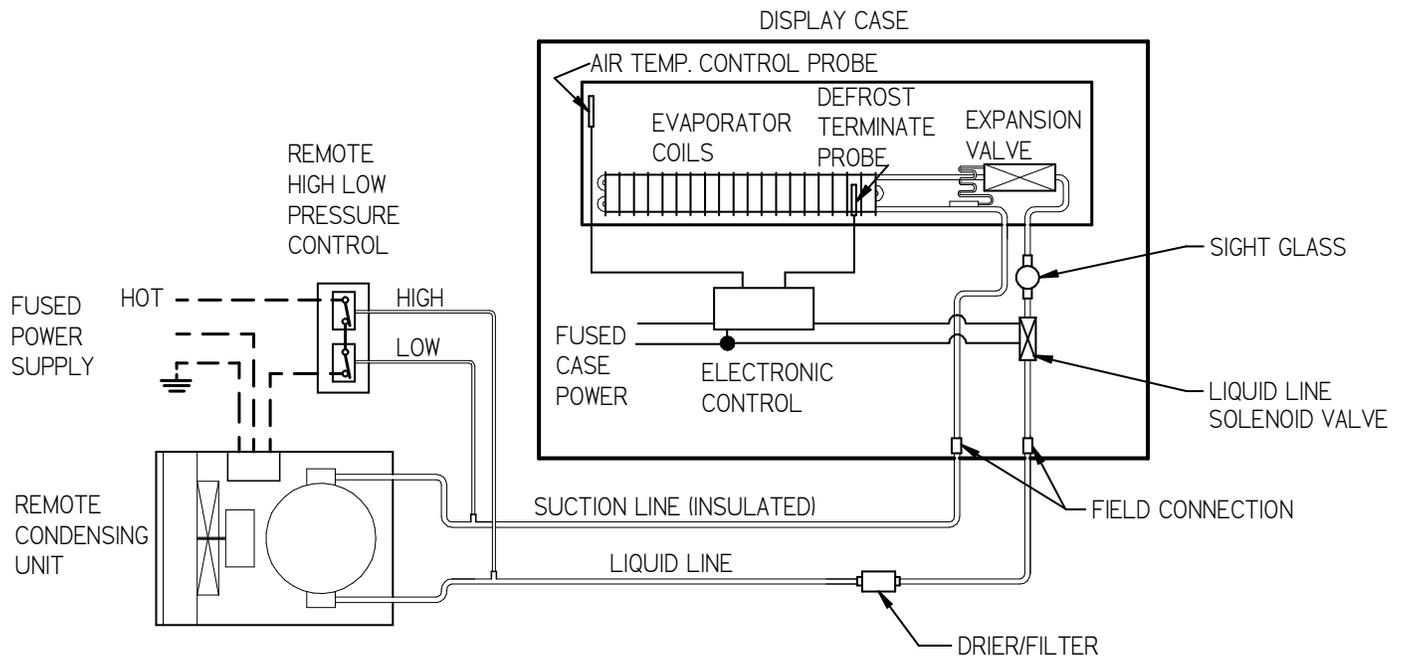 DISPLAY CASE
AIR TEMP. CONTROL PROBE
EVAPORATOR
COILS
DEFROST
TERMINATE
PROBE
EXPANSION
VALVE
REMOTE
HIGH LOW
PRESSURE
CONTROL
SIGHT GLASS
FUSED
POWER
SUPPLY
HOT
HIGH
LOW
FUSED
CASE
POWER
ELECTRONIC
CONTROL
LIQUID LINE
SOLENOID VALVE
REMOTE
CONDENSING
UNIT
SUCTION LINE (INSULATED)
FIELD CONNECTION
LIQUID LINE
DRIER/FILTER